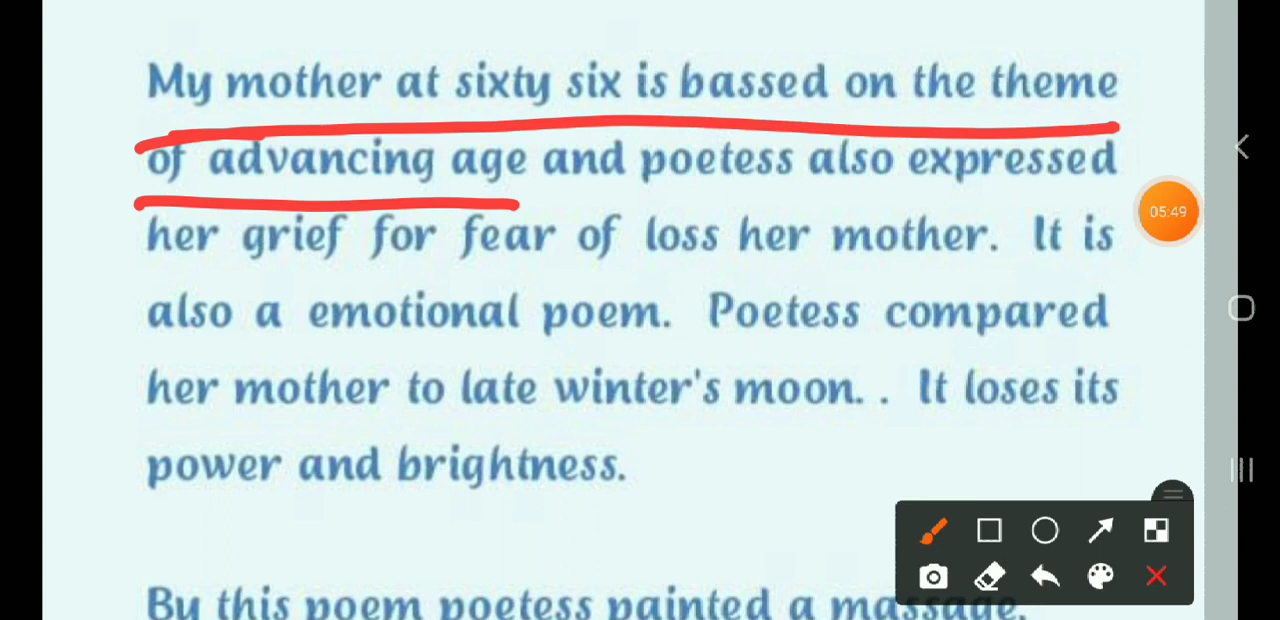 My mother at sixty six is bassed on the theme
of advancing age and poetess also expressed
her grief for fear of loss her mother. It is
also a emotional poem. Poetess compared
her mother to late winter's moon. . It loses its
power and brightness.
By this poem poetess painted a massage.
05:49